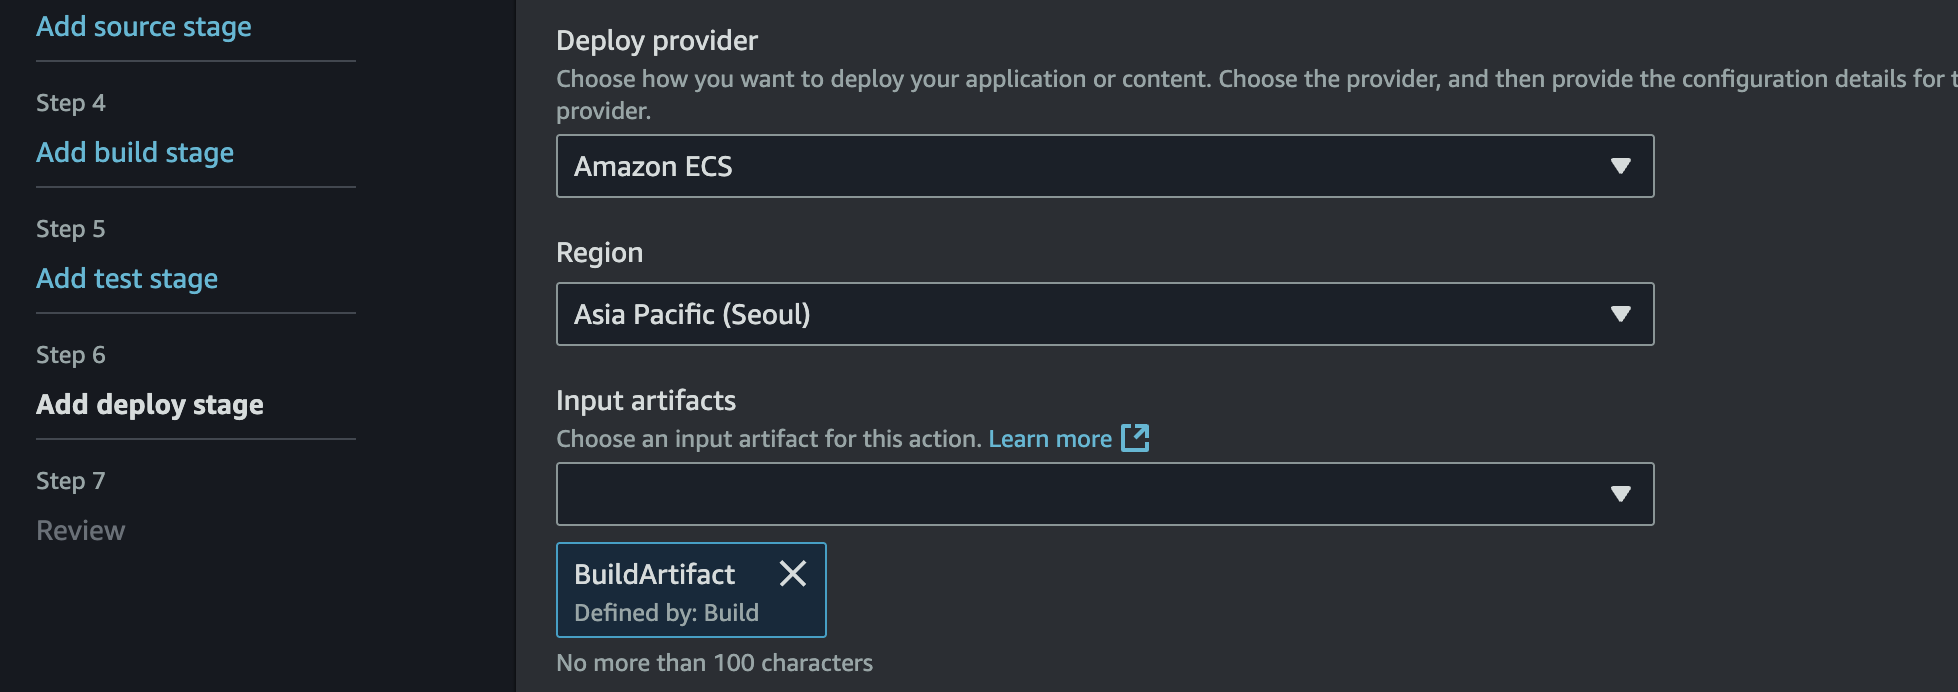 Add source stage
Step 4
Add build stage
Step 5
Add test stage
Step 6
Add deploy stage
Step 7
Review
Deploy provider
Choose how you want to deploy your application or content. Choose the provider, and then provide the configuration details for
provider.
Amazon ECS
Region
Asia Pacific (Seoul)
Input artifacts
Choose an input artifact for this action. Learn more
BuildArtifact
Defined by: Build
No more than 100 characters